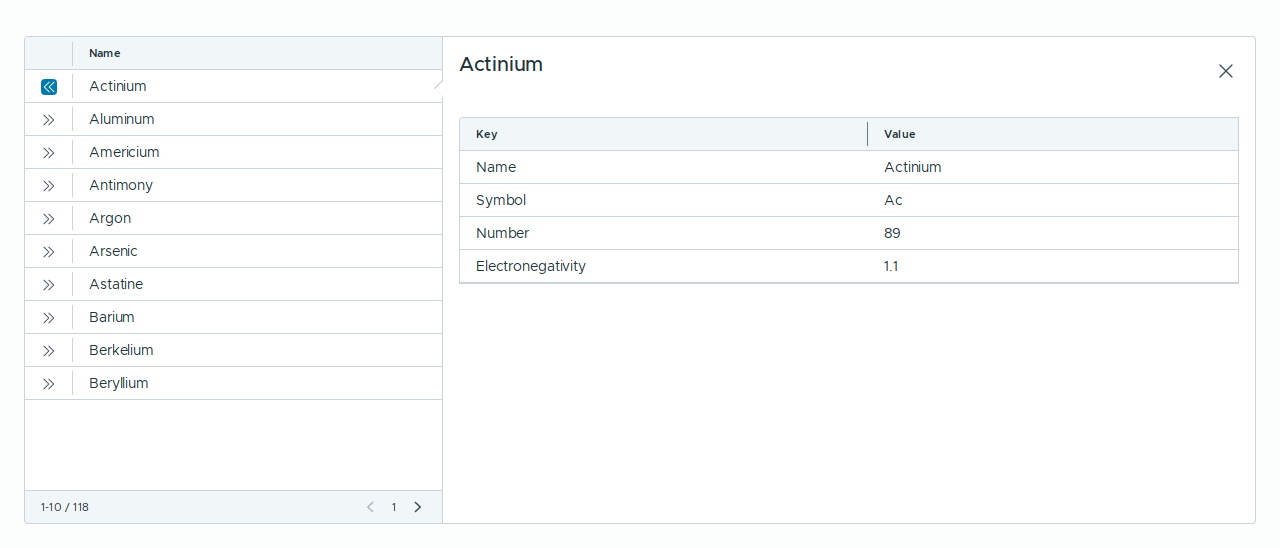 Name
Actinium
Aluminum
Americium
Antimony
Argon
Arsenic
Astatine
Barium
Berkelium
Beryllium
1-10 / 118
1
Actinium
Key Value
Name Actinium
Symbol Ac
Number 89
Electronegativity 1.1